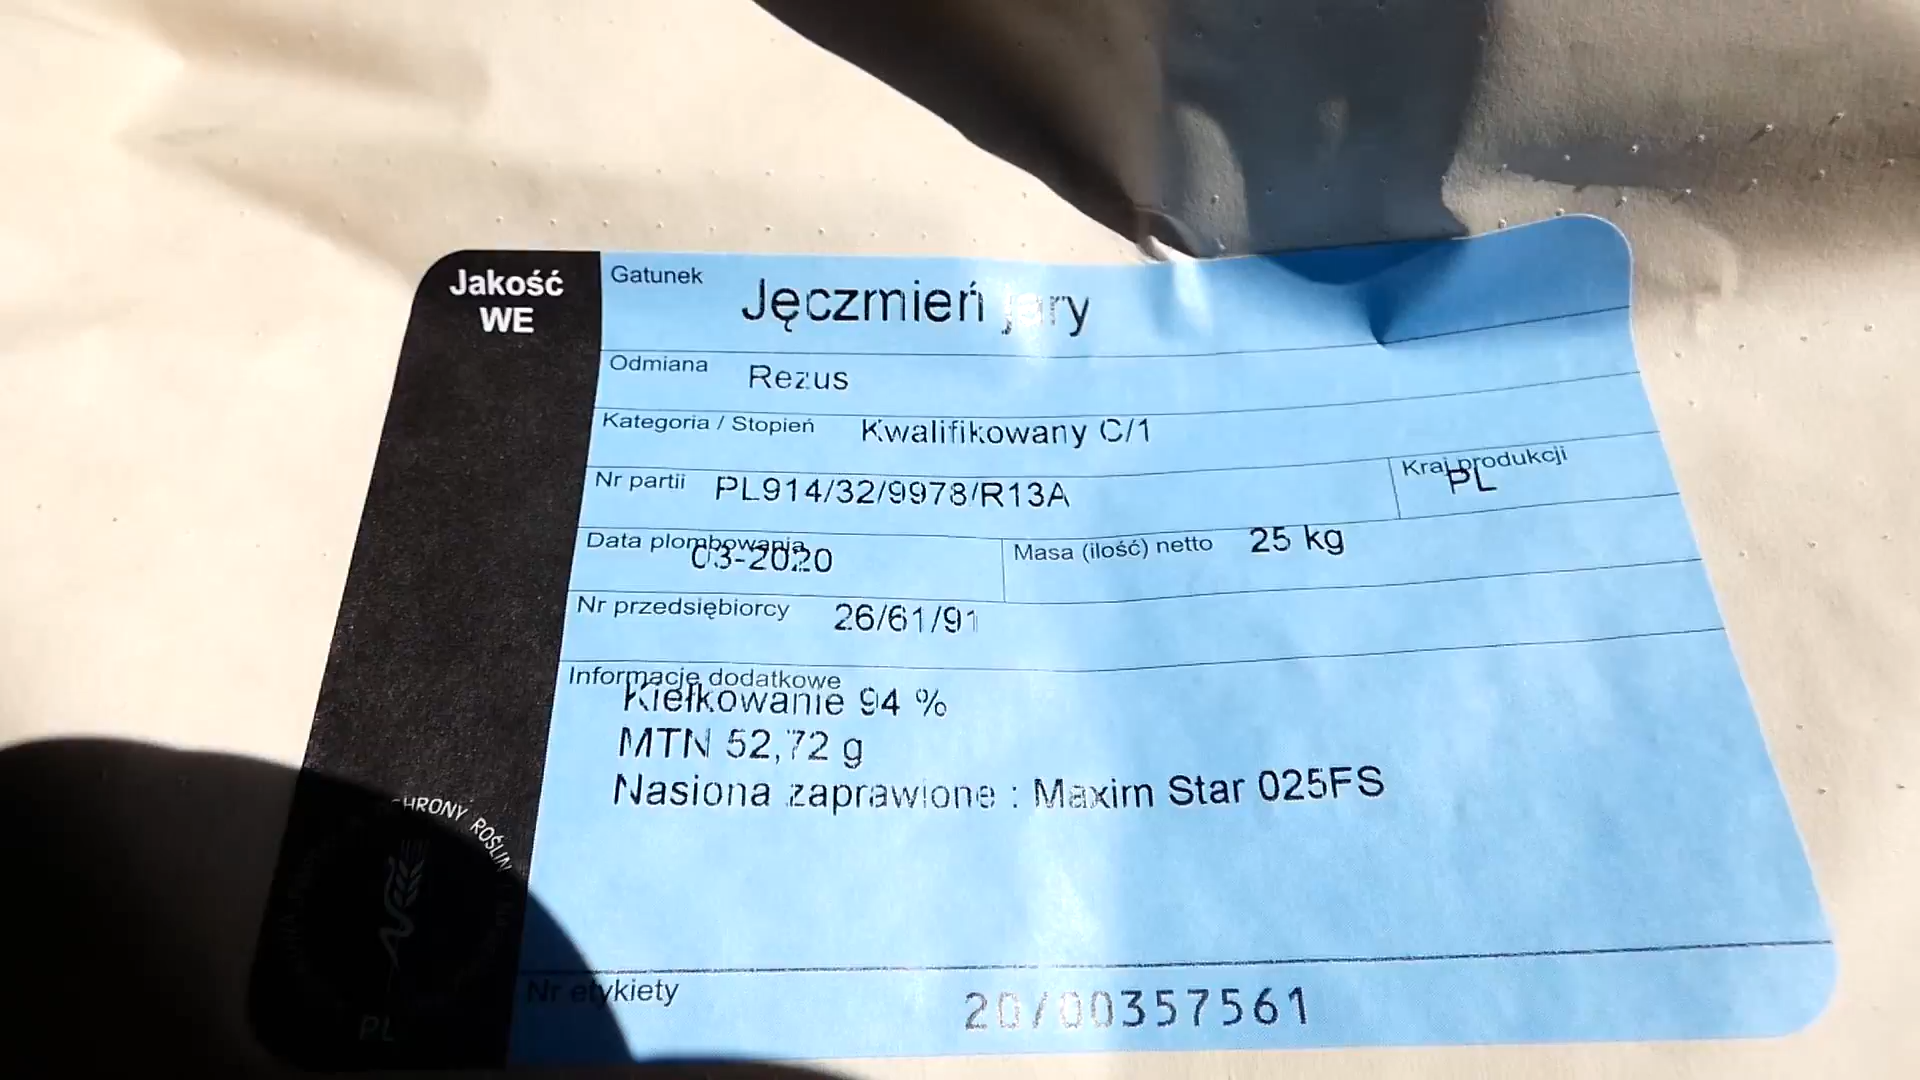 Jakość
WE
Gatunek Jęczmień jary
Odmiana Rezus
Kategoria / Stopień Kwalifikowany C/1
Nr partii PL914/32/9978/R13A
Kraj produkcji PL
Data plombowania 03-2020
Masa (ilość) netto 25 kg
Nr przedsiębiorcy 26/61/91
Informacje dodatkowe
Kiełkowanie 94 %
MTN 52,72 g
Nasiona zaprawione : Maxim Star 025FS
ROŚLIN
PL
Nr etykiety 20/00357561